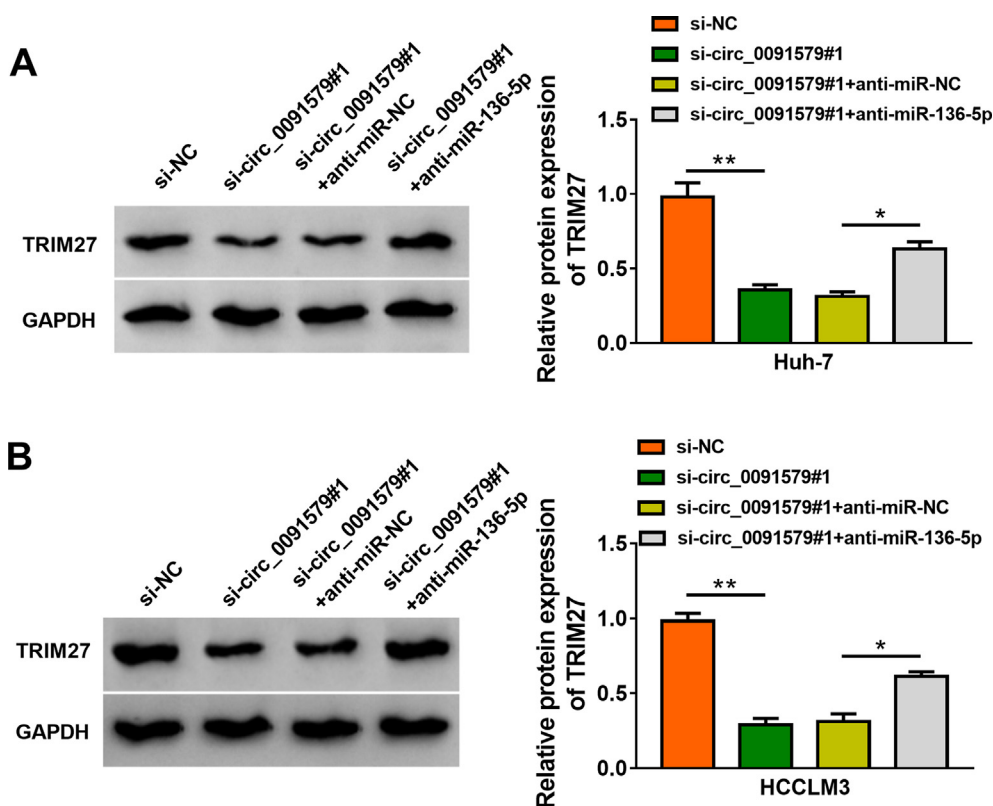 A
si-NC
si-circ_0091579#1
si-circ_0091579#1
+anti-miR-NC
si-circ_0091579#1
+anti-miR-136-5p
TRIM27
GAPDH
si-NC
si-circ_0091579#1
si-circ_0091579#1+anti-miR-NC
si-circ_0091579#1+anti-miR-136-5p
Relative protein expression
of TRIM27
1.5
1.0
0.5
0.0
**
*
Huh-7
B
si-NC
si-circ_0091579#1
si-circ_0091579#1
+anti-miR-NC
si-circ_0091579#1
+anti-miR-136-5p
TRIM27
GAPDH
si-NC
si-circ_0091579#1
si-circ_0091579#1+anti-miR-NC
si-circ_0091579#1+anti-miR-136-5p
Relative protein expression
of TRIM27
1.5
1.0
0.5
0.0
**
*
HCCLM3